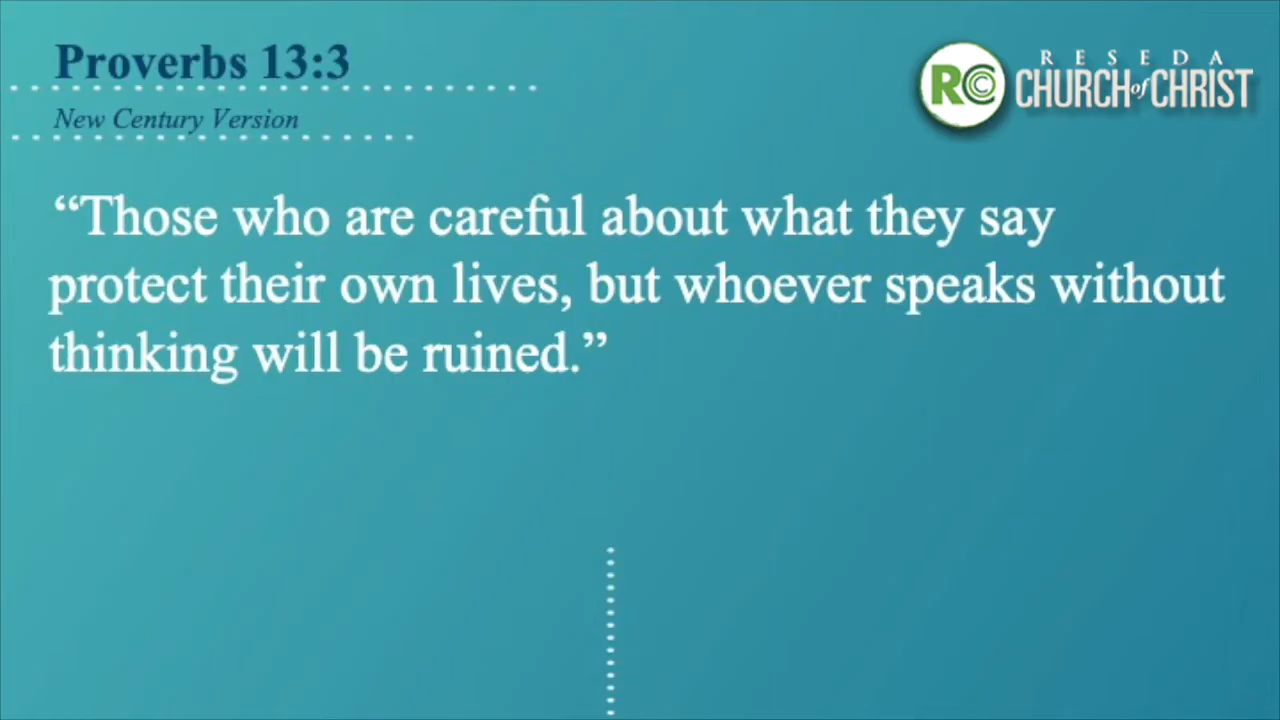 Proverbs 13:3
New Century Version
RCC
RESEDA
CHURCH of CHRIST
“Those who are careful about what they say
protect their own lives, but whoever speaks without
thinking will be ruined.”